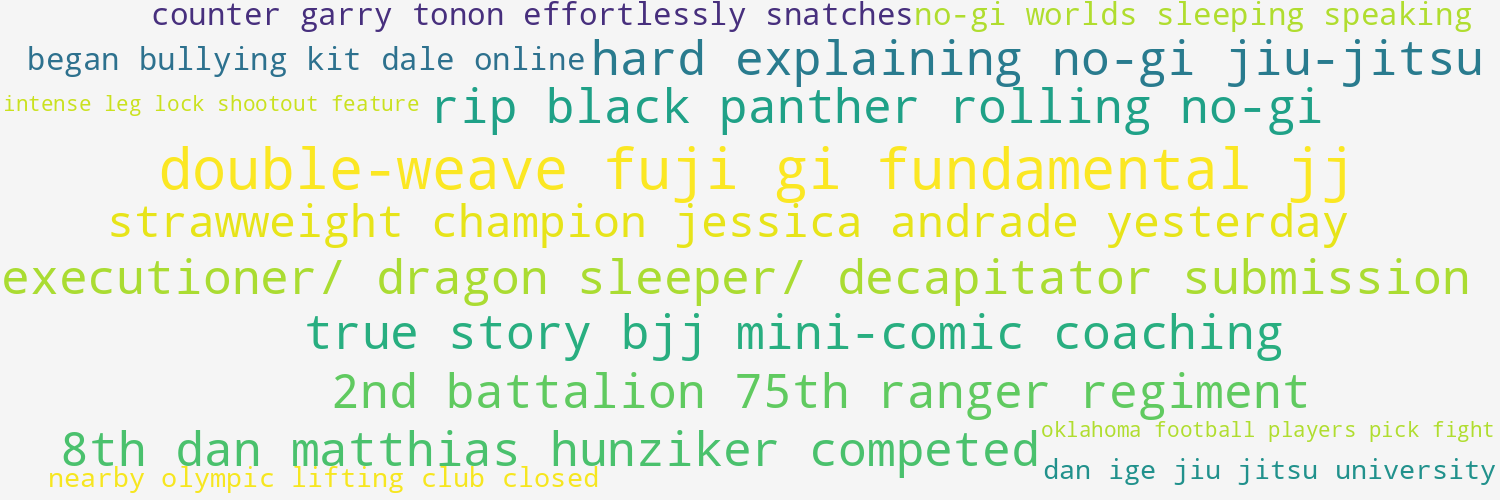 counter garry tonon effortlessly snatches
no-gi worlds sleeping speaking
began bullying kit dale online
hard explaining no-gi jiu-jitsu
intense leg lock shootout feature
rip black panther rolling no-gi
double-weave fuji gi fundamental jj
strawweight champion jessica andrade yesterday
executioner/ dragon sleeper/ decapitator submission
true story bjj mini-comic coaching
2nd battalion 75th ranger regiment
8th dan matthias hunziker competed
oklahoma football players pick fight
nearby olympic lifting club closed
dan ige jiu jitsu university